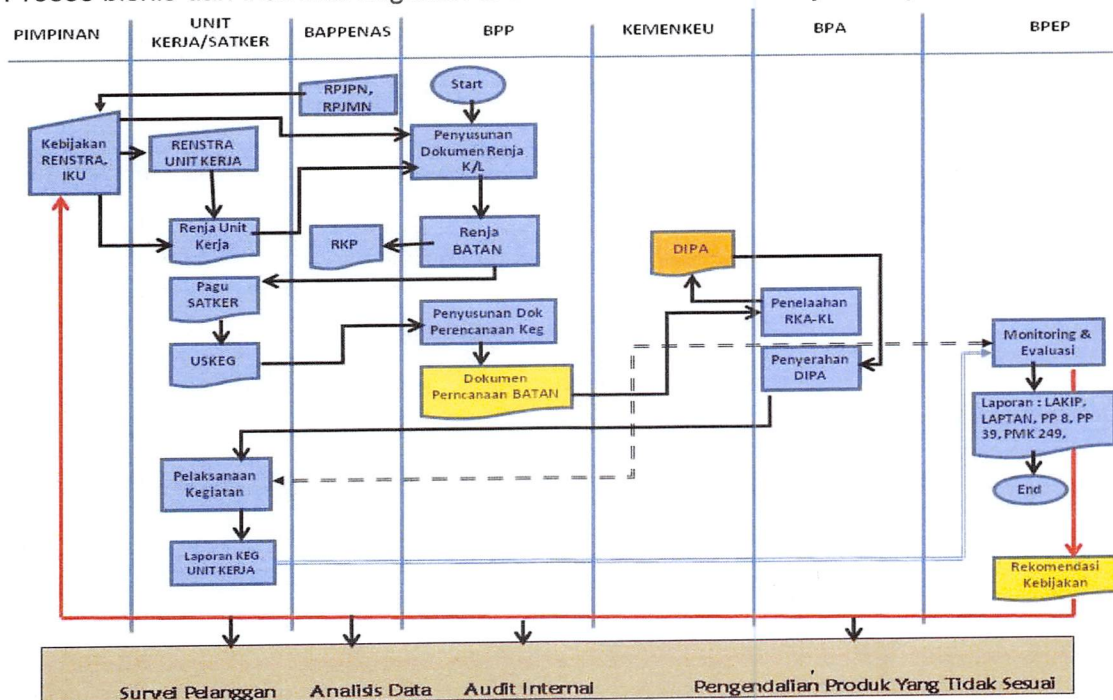 PIMPINAN
UNIT
KERJA/SATKER
BAPPENAS
BPP
KEMENKEU
BPA
BPEP
RPJPN,
RPJMN
Start
Kebijakan
RENSTRA,
IKU
RENSTRA
UNIT KERJA
Penyusunan
Dokumen Renja
K/L
Renja Unit
Kerja
RKP
Renja
BATAN
DIPA
Pagu
SATKER
Penyusunan Dok
Perencanaan Keg
Penelaahan
RKA-KL
Monitoring &
Evaluasi
USKEG
Dokumen
Perncanaan BATAN
Penyerahan
DIPA
Laporan : LAKIP,
LAPTAN, PP 8, PP
39, PMK 249,
Pelaksanaan
Kegiatan
End
Laporan KEG
UNIT KERJA
Rekomendasi
Kebijakan
Survei Pelanggan
Analisis Data
Audit Internal
Pengendalian Produk Yang Tidak Sesuai